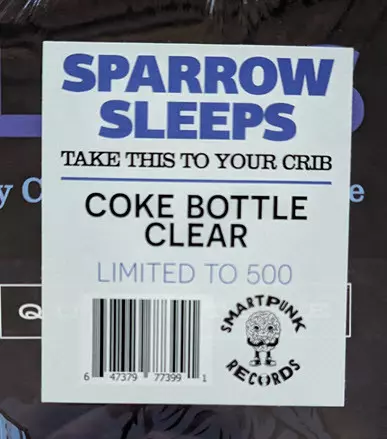 SPARROW
SLEEPS
TAKE THIS TO YOUR CRIB
COKE BOTTLE
CLEAR
LIMITED TO 500
SMARTPUNK
RECORDS
6 47379 77399 1